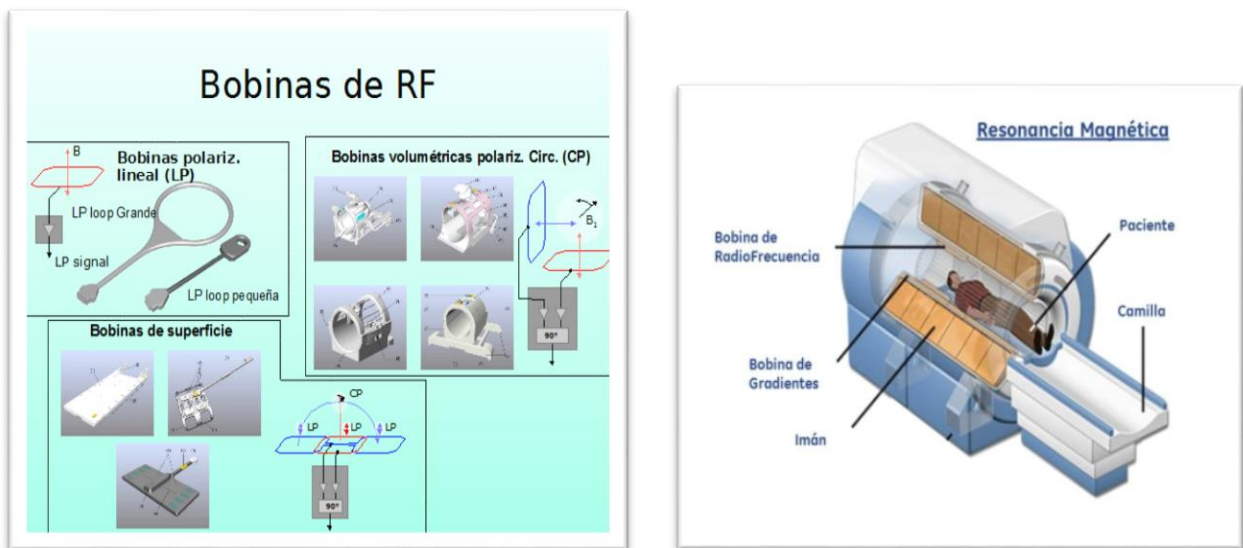 Bobinas de RF
Bobinas polariz.
lineal (LP)
B
LP loop Grande
LP signal
LP loop pequeña
Bobinas volumétricas polariz. Circ. (CP)
B1
90°
Bobinas de superficie
CP
LP
LP
LP
90°
Resonancia Magnética
Bobina de
RadioFrecuencia
Paciente
Camilla
Bobina de
Gradientes
Imán